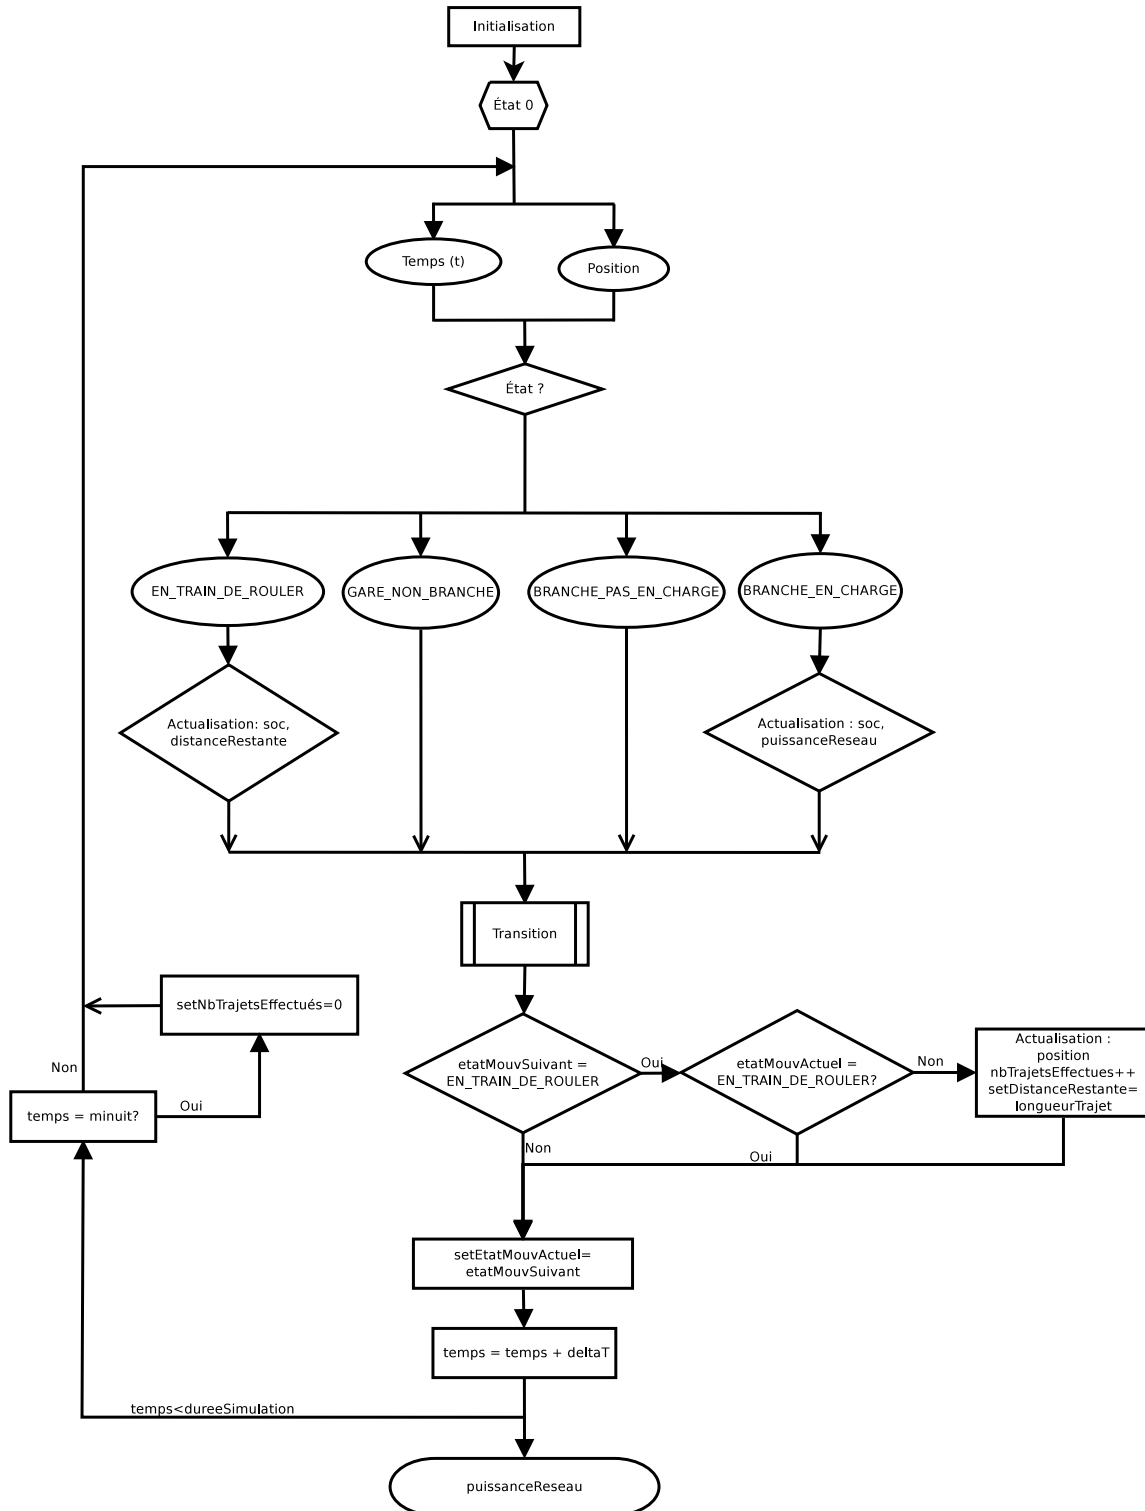 Initialisation
État 0
Temps (t)
Position
État ?
EN_TRAIN_DE_ROULER
GARE_NON_BRANCHE
BRANCHE_PAS_EN_CHARGE
BRANCHE_EN_CHARGE
Actualisation: soc,
distanceRestante
Actualisation : soc,
puissanceReseau
Transition
setNbTrajetsEffectués=0
etatMouvSuivant =
EN_TRAIN_DE_ROULER
Oui
etatMouvActuel =
EN_TRAIN_DE_ROULER?
Non
Actualisation :
position
nbTrajetsEffectues++
setDistanceRestante=
longueurTrajet
Non
temps = minuit?
Oui
Non
Oui
setEtatMouvActuel=
etatMouvSuivant
temps = temps + deltaT
temps<dureeSimulation
puissanceReseau